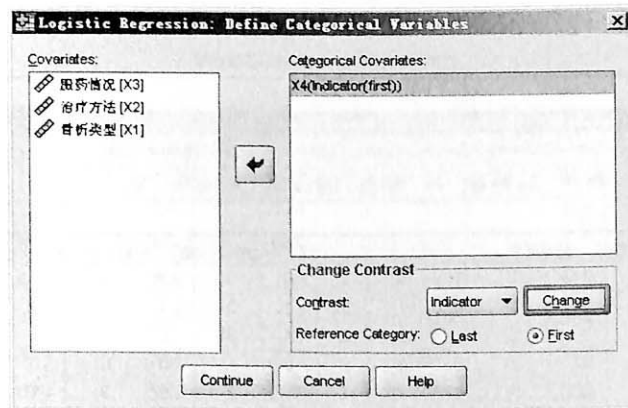 Logistic Regression: Define Categorical Variables
Covariates:
服药情况 [X3]
治疗方法 [X2]
骨折类型 [X1]
Categorical Covariates:
X4(Indicator(first))
Change Contrast
Contrast:
Indicator
Change
Reference Category:
Last
First
Continue
Cancel
Help